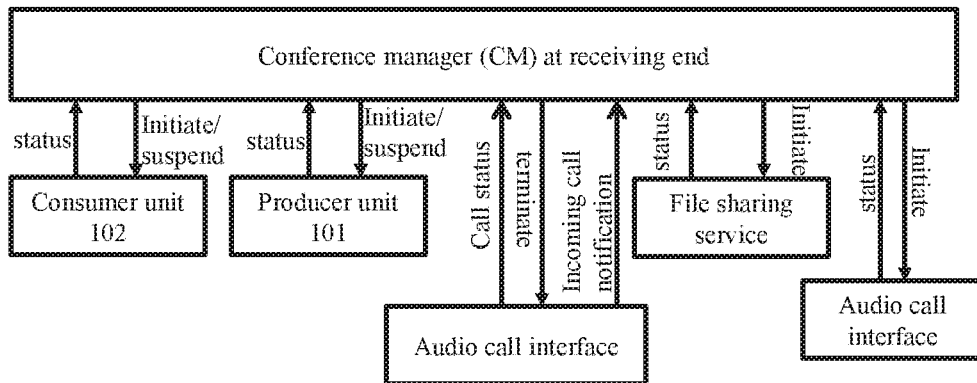 Conference manager (CM) at receiving end
status
Initiate/
suspend
status
Initiate/
suspend
Call status
terminate
Incoming call
notification
status
Initiate
status
Initiate
Consumer unit
102
Producer unit
101
File sharing
service
Audio call interface
Audio call
interface